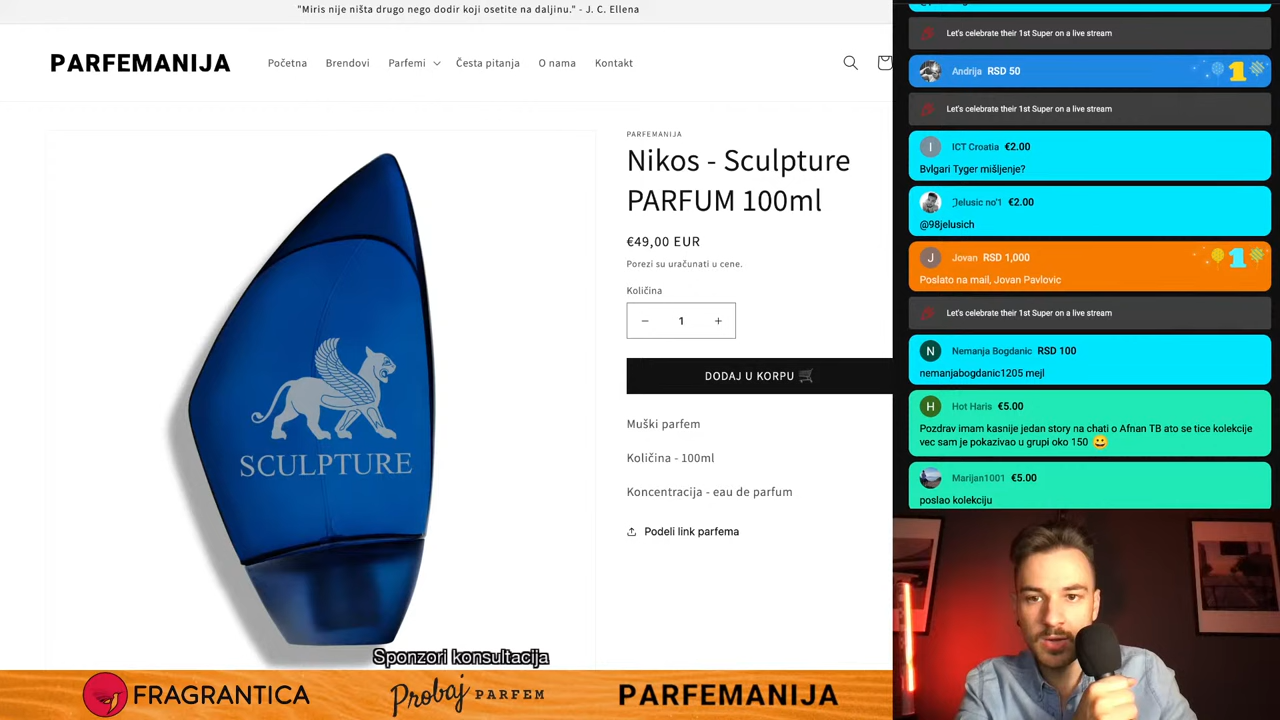 "Miris nije ništa drugo nego dodir koji osetite na daljinu." - J. C. Ellena
PARFEMANIJA
Početna
Brendovi
Parfemi
Česta pitanja
O nama
Kontakt
PARFEMANIJA
Nikos - Sculpture
PARFUM 100ml
€49,00 EUR
Porezi su uračunati u cene.
Količina
− 1 +
DODAJ U KORPU 🛒
Muški parfem
Količina - 100ml
Koncentracija - eau de parfum
Podeli link parfema
SCULPTURE
Sponzori konsultacija
FRAGRANTICA
Probaj PARFEM
PARFEMANIJA
Let's celebrate their 1st Super on a live stream
Andrija RSD 50
1
Let's celebrate their 1st Super on a live stream
I
ICT Croatia €2.00
Bvlgari Tyger mišljenje?
Jelusic no'1 €2.00
@98jelusich
J
Jovan RSD 1,000
1
Poslato na mail, Jovan Pavlovic
Let's celebrate their 1st Super on a live stream
N
Nemanja Bogdanic RSD 100
nemanjabogdanic1205 mejl
H
Hot Haris €5.00
Pozdrav imam kasnije jedan story na chati o Afnan TB ato se tice kolekcije
vec sam je pokazivao u grupi oko 150 😀
Marijan1001 €5.00
poslao kolekciju